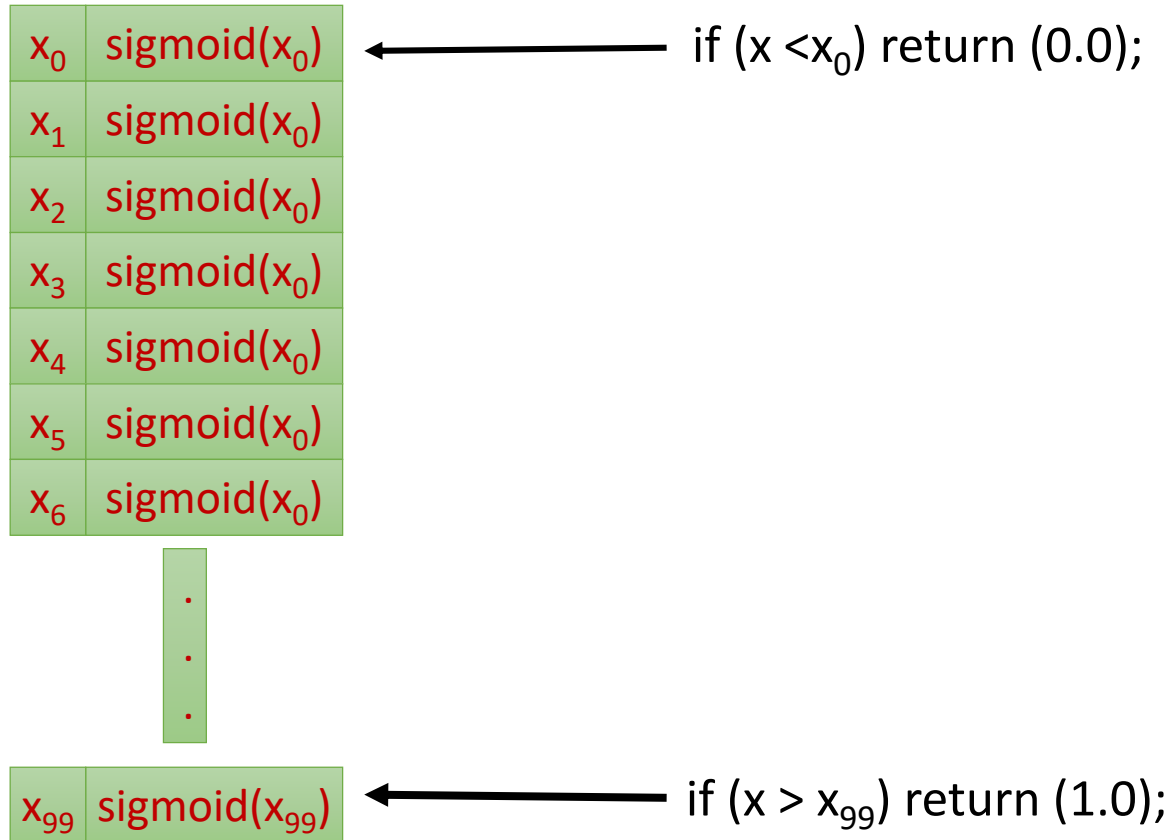 x₀ sigmoid(x₀) if (x <x₀) return (0.0);
x₁ sigmoid(x₀)
x₂ sigmoid(x₀)
x₃ sigmoid(x₀)
x₄ sigmoid(x₀)
x₅ sigmoid(x₀)
x₆ sigmoid(x₀)
.
.
.
x₉₉ sigmoid(x₉₉) if (x > x₉₉) return (1.0);